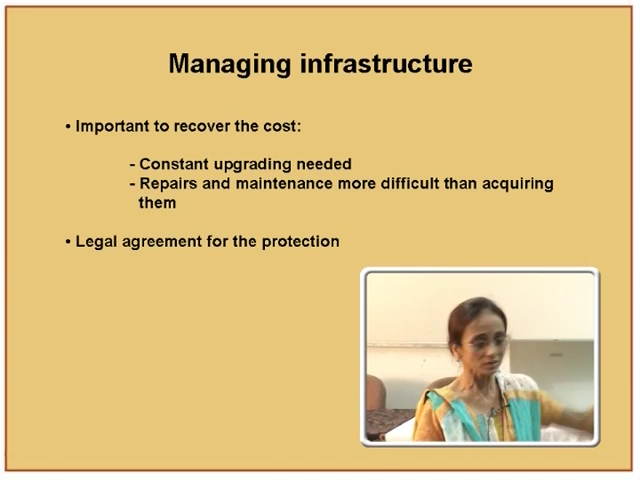 Managing infrastructure
• Important to recover the cost:
- Constant upgrading needed
- Repairs and maintenance more difficult than acquiring
them
• Legal agreement for the protection